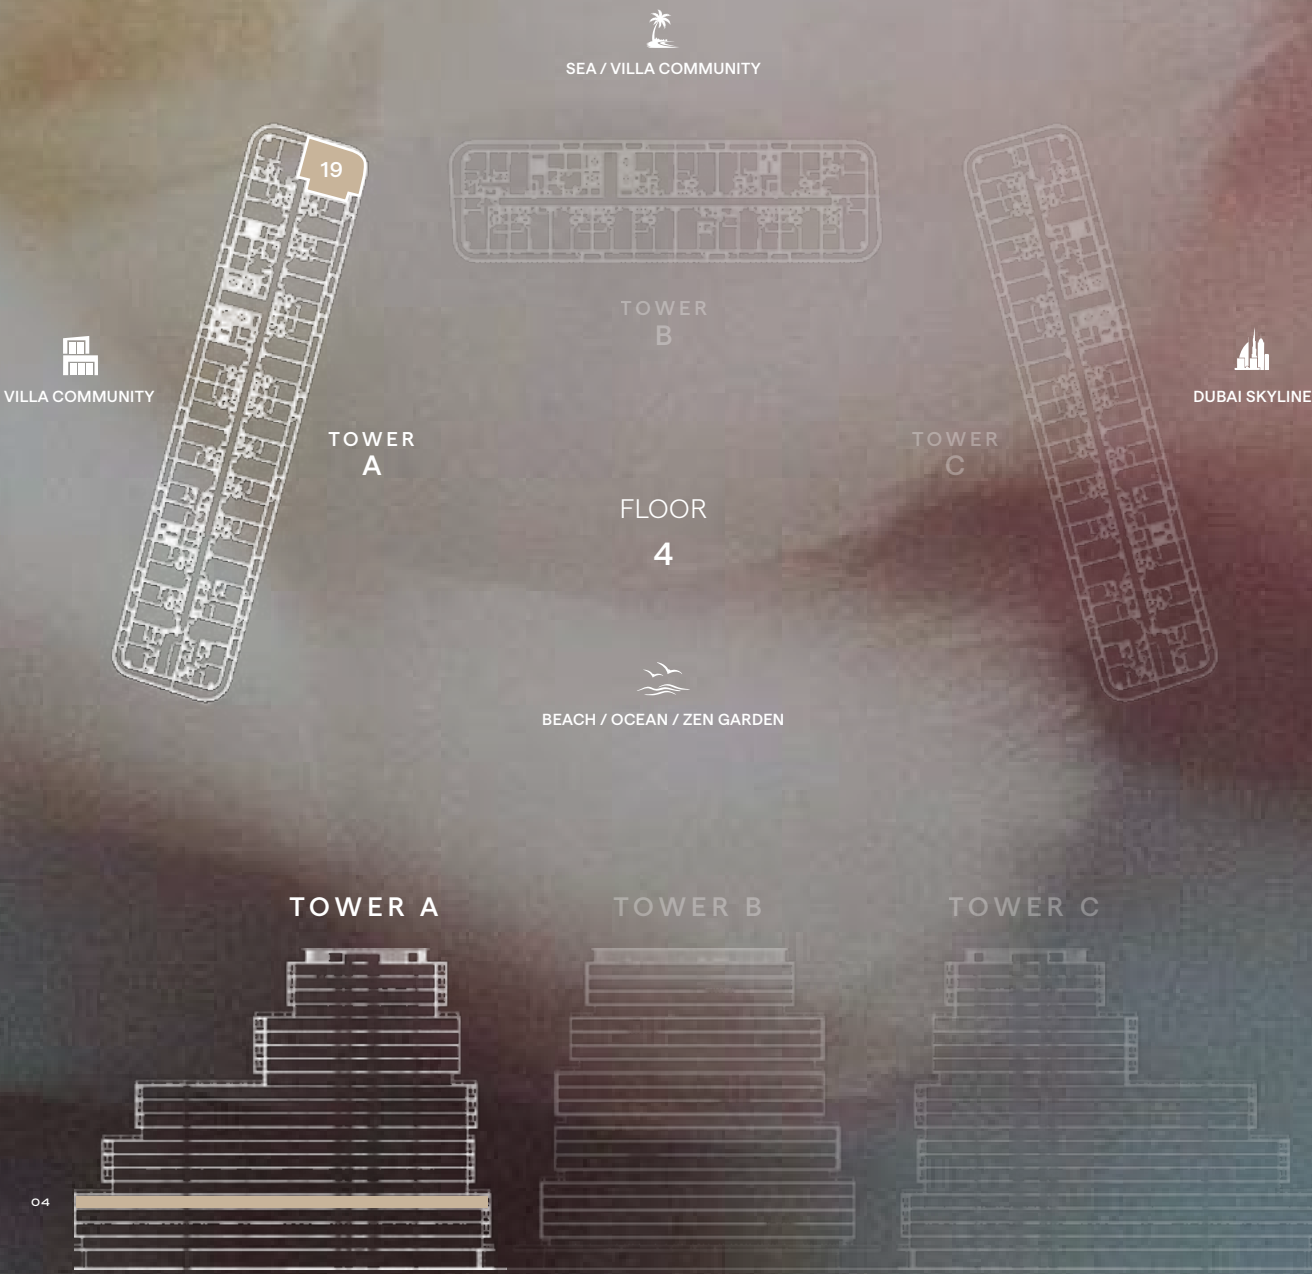 SEA / VILLA COMMUNITY
19
TOWER
B
VILLA COMMUNITY
DUBAI SKYLINE
TOWER
A
TOWER
C
FLOOR
4
BEACH / OCEAN / ZEN GARDEN
TOWER A
TOWER B
TOWER C
04